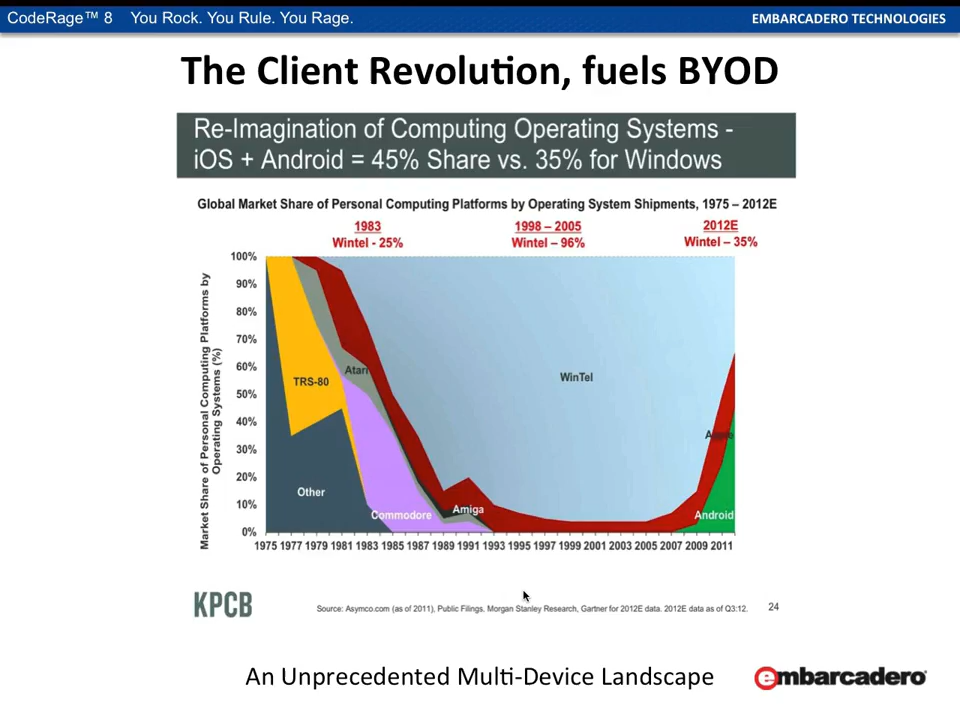 CodeRage™ 8 You Rock. You Rule. You Rage.
EMBARCADERO TECHNOLOGIES
The Client Revolution, fuels BYOD
Re-Imagination of Computing Operating Systems -
iOS + Android = 45% Share vs. 35% for Windows
Global Market Share of Personal Computing Platforms by Operating System Shipments, 1975 – 2012E
1983
Wintel - 25%
1998 – 2005
Wintel – 96%
2012E
Wintel – 35%
Market Share of Personal Computing Platforms by
Operating Systems (%)
100%
90%
80%
70%
60%
50%
40%
30%
20%
10%
0%
TRS-80
Atari
WinTel
Apple
Other
Commodore
Amiga
Android
1975 1977 1979 1981 1983 1985 1987 1989 1991 1993 1995 1997 1999 2001 2003 2005 2007 2009 2011
KPCB
Source: Asymco.com (as of 2011), Public Filings, Morgan Stanley Research, Gartner for 2012E data. 2012E data as of Q3:12.
24
An Unprecedented Multi-Device Landscape
embarcadero